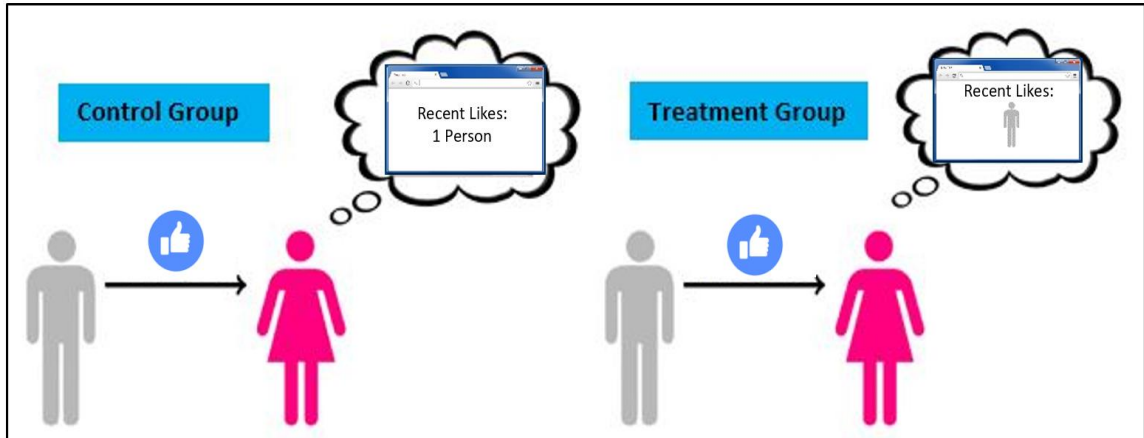 Control Group
Recent Likes:
1 Person
Treatment Group
Recent Likes: